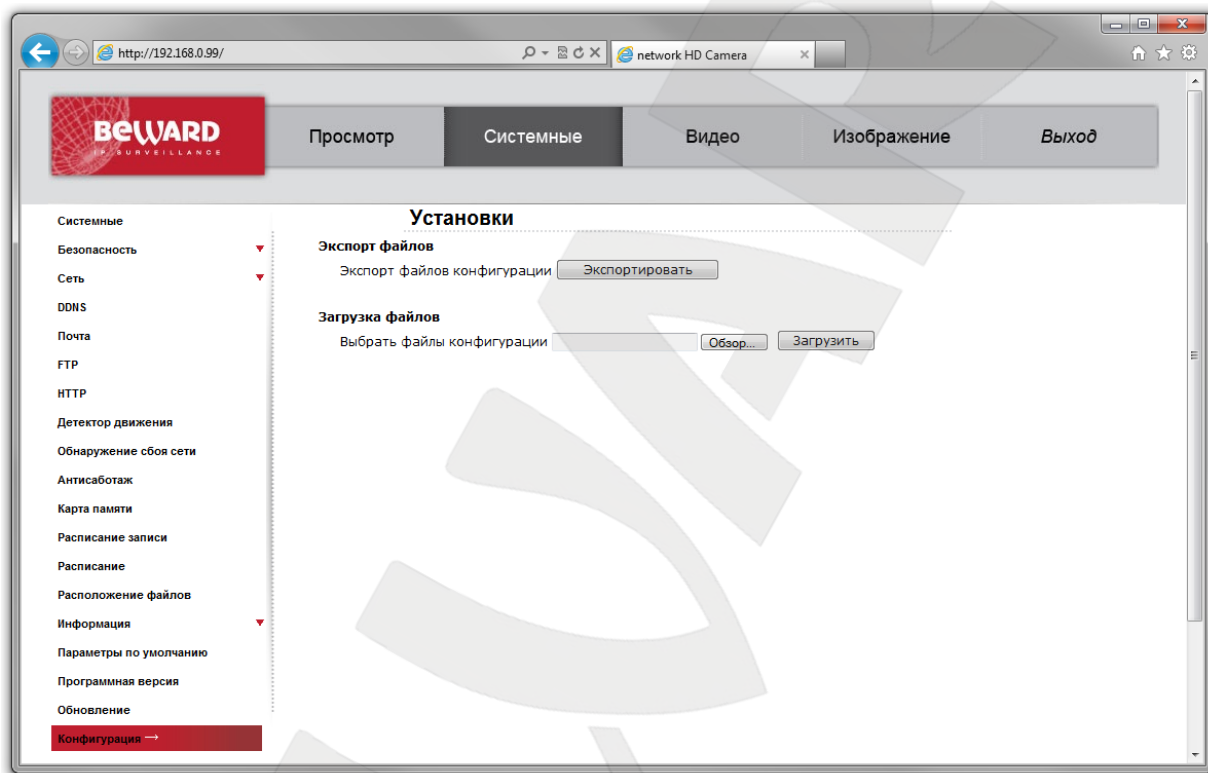 http://192.168.0.99/
network HD Camera
BEWARD
IP SURVEILLANCE
Просмотр
Системные
Видео
Изображение
Выход
Системные
Безопасность
Сеть
DDNS
Почта
FTP
HTTP
Детектор движения
Обнаружение сбоя сети
Антисаботаж
Карта памяти
Расписание записи
Расписание
Расположение файлов
Информация
Параметры по умолчанию
Программная версия
Обновление
Конфигурация →
Установки
Экспорт файлов
Экспорт файлов конфигурации Экспортировать
Загрузка файлов
Выбрать файлы конфигурации Обзор... Загрузить